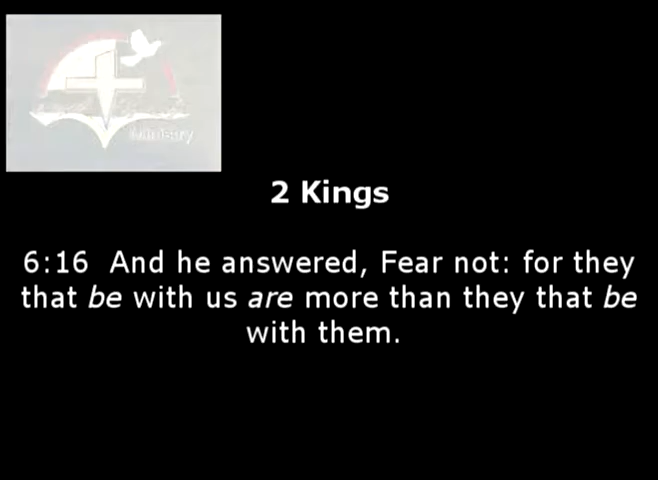 Ministry
2 Kings
6:16 And he answered, Fear not: for they
that be with us are more than they that be
with them.